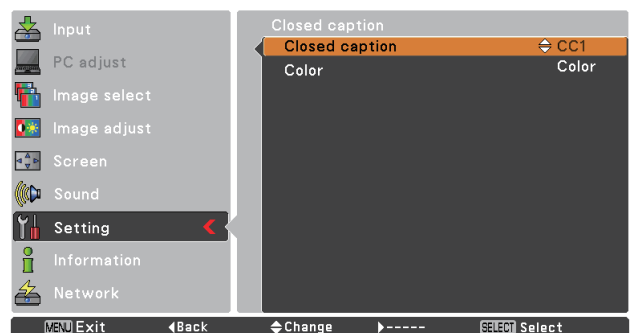 Input
PC adjust
Image select
Image adjust
Screen
Sound
Setting
Information
Network
Closed caption
Closed caption CC1
Color Color
MENU Exit Back Change ----- SELECT Select